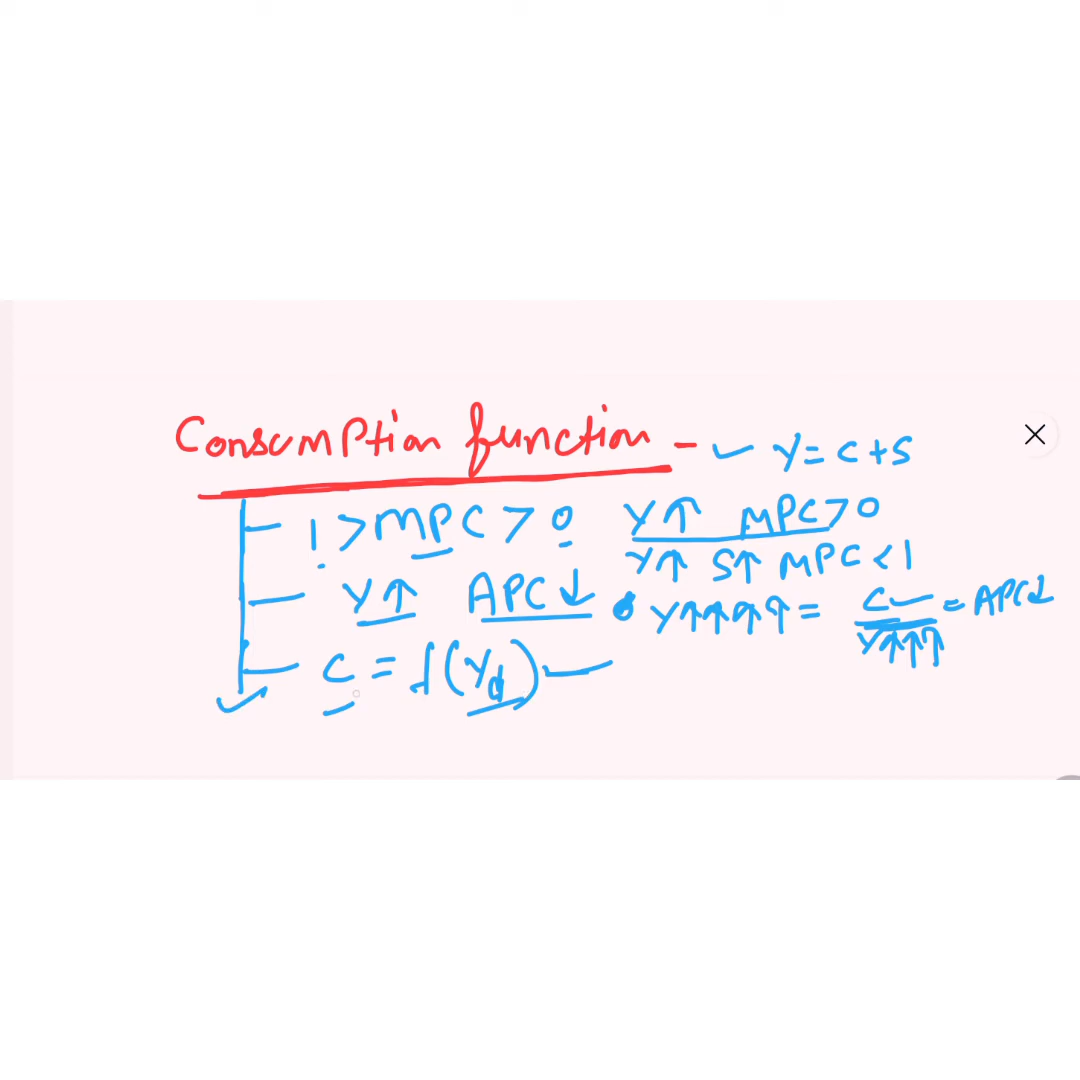 Consumption function - ✓ Y = C + S
1 > MPC > 0 Y↑ MPC > 0
Y↑ S↑ MPC < 1
Y↑ APC↓ Y↑↑↑↑ = C / Y↑↑↑ = APC↓
C = f(Yd)